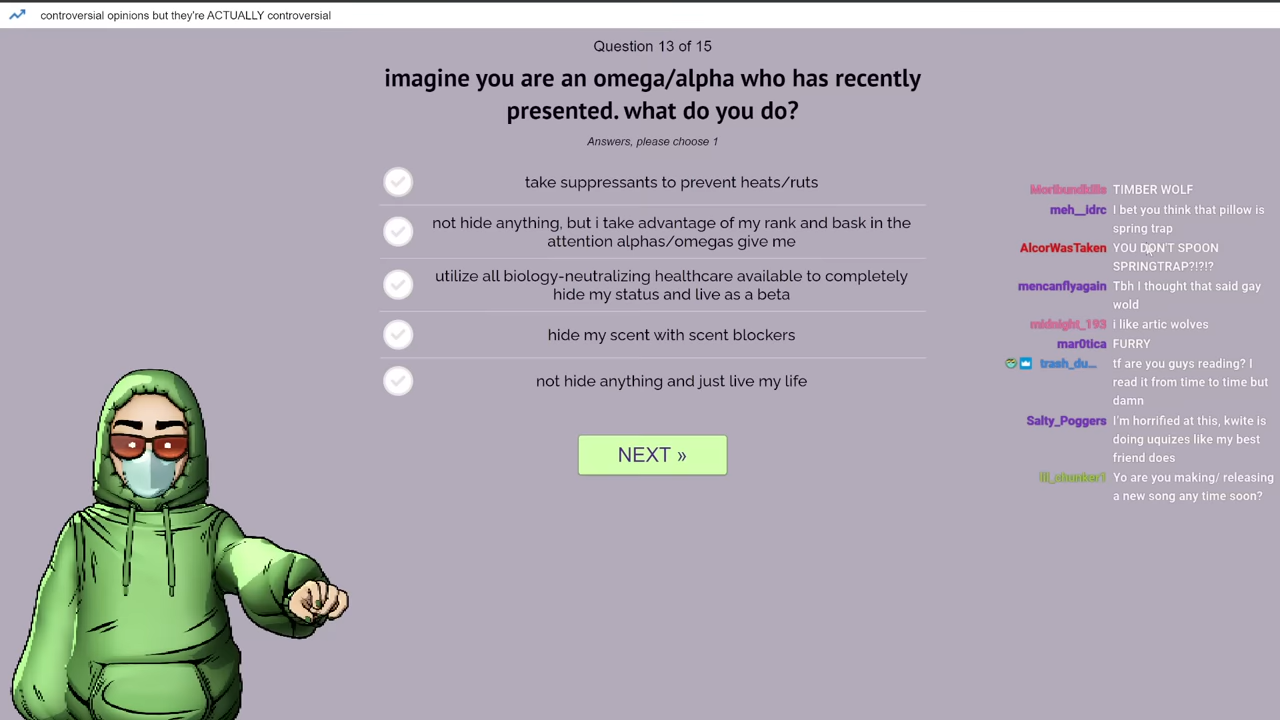 controversial opinions but they're ACTUALLY controversial
Question 13 of 15
imagine you are an omega/alpha who has recently
presented. what do you do?
Answers, please choose 1
take suppressants to prevent heats/ruts
not hide anything, but i take advantage of my rank and bask in the
attention alphas/omegas give me
utilize all biology-neutralizing healthcare available to completely
hide my status and live as a beta
hide my scent with scent blockers
not hide anything and just live my life
NEXT »
Moribundkills TIMBER WOLF
meh__idrc I bet you think that pillow is
spring trap
AlcorWasTaken YOU DON'T SPOON
SPRINGTRAP?!?!?
mencanflyagain Tbh I thought that said gay
wold
midnight_193 i like artic wolves
mar0tica FURRY
trash_du... tf are you guys reading? I
read it from time to time but
damn
Salty_Poggers I'm horrified at this, kwite is
doing uquizes like my best
friend does
lil_chunker1 Yo are you making/ releasing
a new song any time soon?